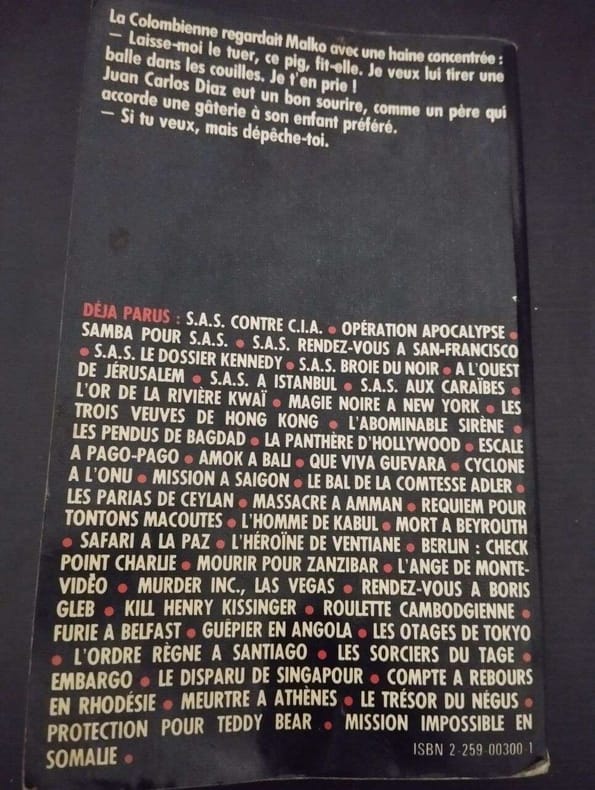 La Colombienne regardait Malko avec une haine concentrée :
— Laisse-moi le tuer, ce pig, fit-elle. Je veux lui tirer une
balle dans les couilles. Je t'en prie !
Juan Carlos Diaz eut un bon sourire, comme un père qui
accorde une gâterie à son enfant préféré.
— Si tu veux, mais dépêche-toi.
DÉJA PARUS : S.A.S. CONTRE C.I.A. • OPÉRATION APOCALYPSE •
SAMBA POUR S.A.S. • S.A.S. RENDEZ-VOUS A SAN-FRANCISCO
• S.A.S. LE DOSSIER KENNEDY • S.A.S. BROIE DU NOIR • A L'OUEST
DE JÉRUSALEM • S.A.S. A ISTANBUL • S.A.S. AUX CARAÏBES •
L'OR DE LA RIVIÈRE KWAÏ • MAGIE NOIRE A NEW YORK • LES
TROIS VEUVES DE HONG KONG • L'ABOMINABLE SIRÈNE •
LES PENDUS DE BAGDAD • LA PANTHÈRE D'HOLLYWOOD • ESCALE
A PAGO-PAGO • AMOK A BALI • QUE VIVA GUEVARA • CYCLONE
A L'ONU • MISSION A SAIGON • LE BAL DE LA COMTESSE ADLER •
LES PARIAS DE CEYLAN • MASSACRE A AMMAN • REQUIEM POUR
TONTONS MACOUTES • L'HOMME DE KABUL • MORT A BEYROUTH
• SAFARI A LA PAZ • L'HÉROÏNE DE VENTIANE • BERLIN : CHECK
POINT CHARLIE • MOURIR POUR ZANZIBAR • L'ANGE DE MONTE-
VIDÉO • MURDER INC., LAS VEGAS • RENDEZ-VOUS A BORIS
GLEB • KILL HENRY KISSINGER • ROULETTE CAMBODGIENNE •
FURIE A BELFAST • GUÊPIER EN ANGOLA • LES OTAGES DE TOKYO
• L'ORDRE RÈGNE A SANTIAGO • LES SORCIERS DU TAGE •
EMBARGO • LE DISPARU DE SINGAPOUR • COMPTE A REBOURS
EN RHODÉSIE • MEURTRE A ATHÈNES • LE TRÉSOR DU NÉGUS •
PROTECTION POUR TEDDY BEAR • MISSION IMPOSSIBLE EN
SOMALIE •
ISBN 2-259-00300-1